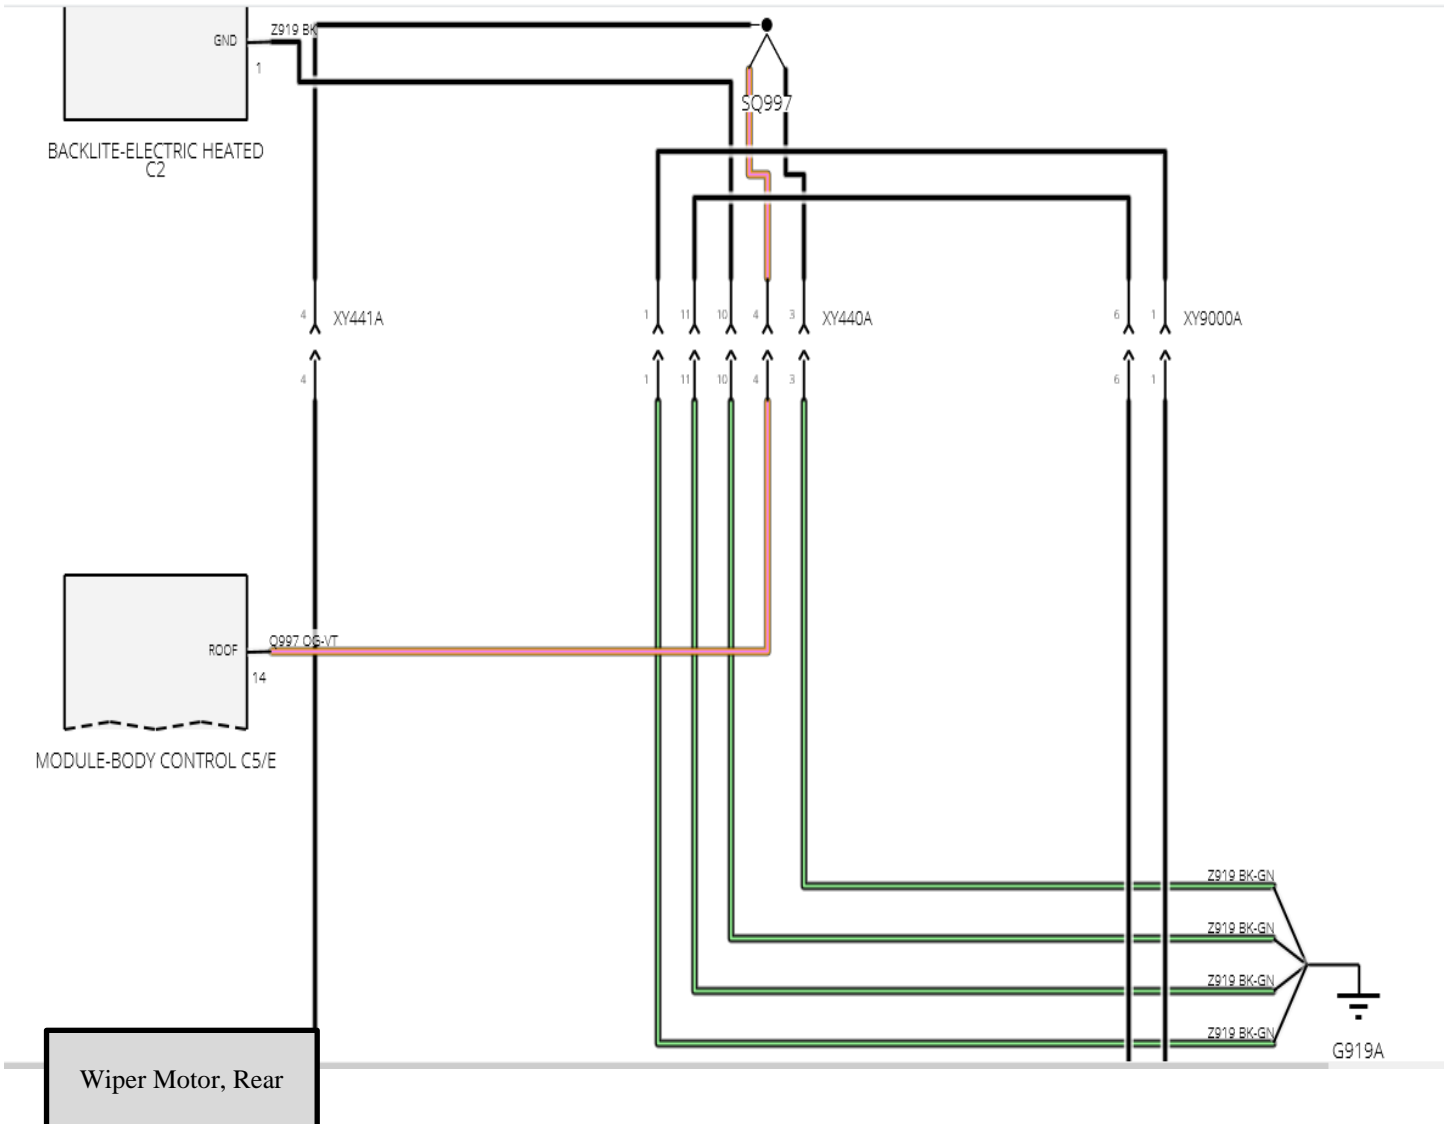 Z919 BK
GND
1
SQ997
BACKLITE-ELECTRIC HEATED
C2
4
XY441A
1
11
10
4
3
XY440A
6
1
XY9000A
4
1
11
10
4
3
6
1
Q997 OG-VT
ROOF
14
MODULE-BODY CONTROL C5/E
Z919 BK-GN
Z919 BK-GN
Z919 BK-GN
Z919 BK-GN
G919A
Wiper Motor, Rear